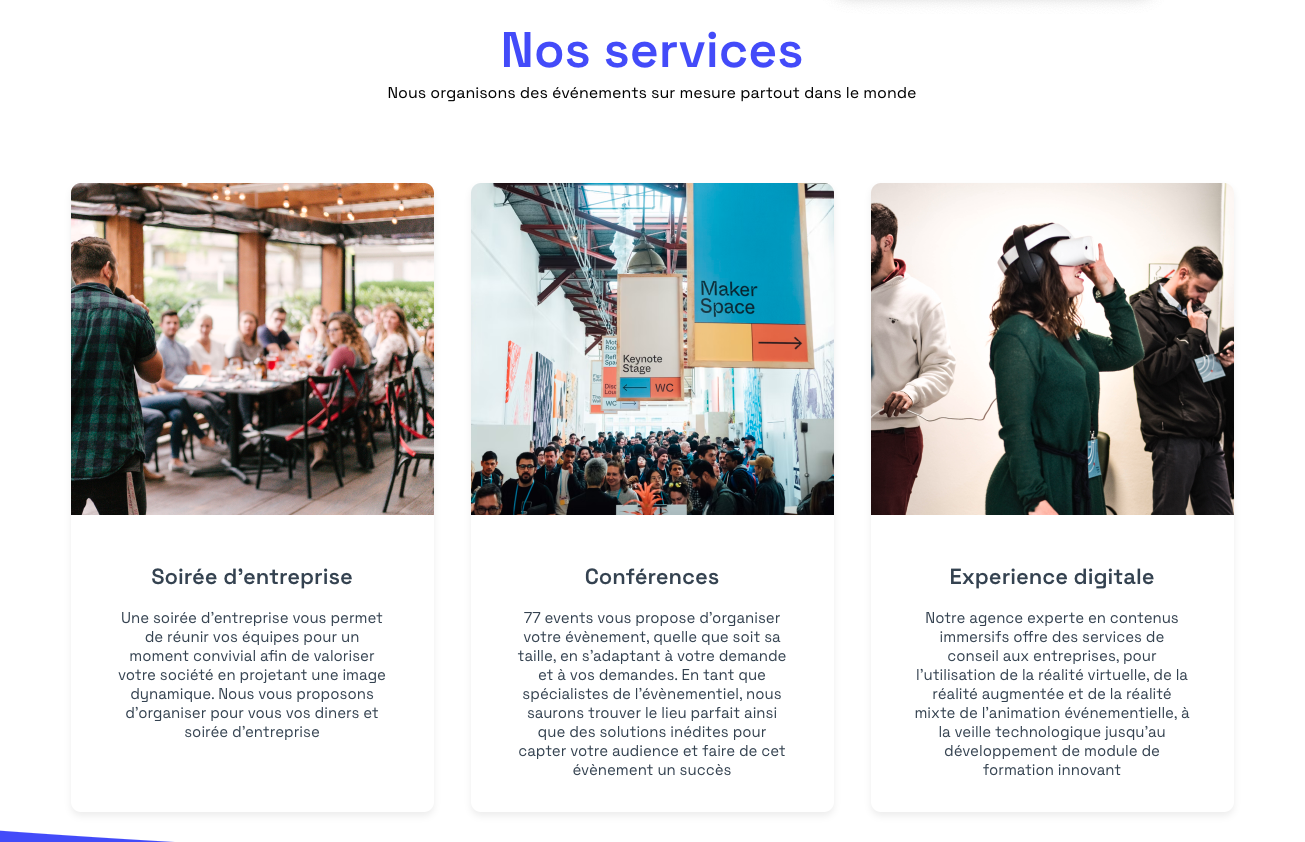 Nos services
Nous organisons des événements sur mesure partout dans le monde
Maker
Space
Keynote
Stage
WC
WC
Soirée d'entreprise
Une soirée d'entreprise vous permet
de réunir vos équipes pour un
moment convivial afin de valoriser
votre société en projetant une image
dynamique. Nous vous proposons
d'organiser pour vous vos diners et
soirée d'entreprise
Conférences
77 events vous propose d'organiser
votre évènement, quelle que soit sa
taille, en s'adaptant à votre demande
et à vos demandes. En tant que
spécialistes de l'évènementiel, nous
saurons trouver le lieu parfait ainsi
que des solutions inédites pour
capter votre audience et faire de cet
évènement un succès
Experience digitale
Notre agence experte en contenus
immersifs offre des services de
conseil aux entreprises, pour
l'utilisation de la réalité virtuelle, de la
réalité augmentée et de la réalité
mixte de l'animation événementielle, à
la veille technologique jusqu'au
développement de module de
formation innovant